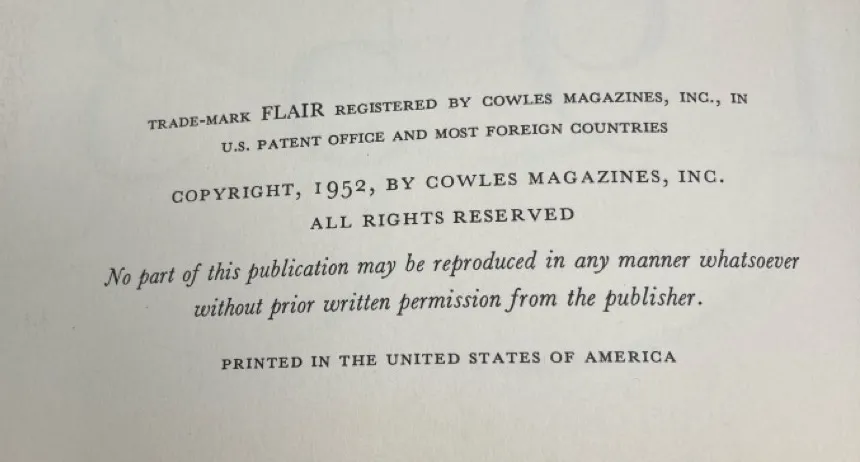 TRADE-MARK FLAIR REGISTERED BY COWLES MAGAZINES, INC., IN
U.S. PATENT OFFICE AND MOST FOREIGN COUNTRIES
COPYRIGHT, 1952, BY COWLES MAGAZINES, INC.
ALL RIGHTS RESERVED
No part of this publication may be reproduced in any manner whatsoever
without prior written permission from the publisher.
PRINTED IN THE UNITED STATES OF AMERICA